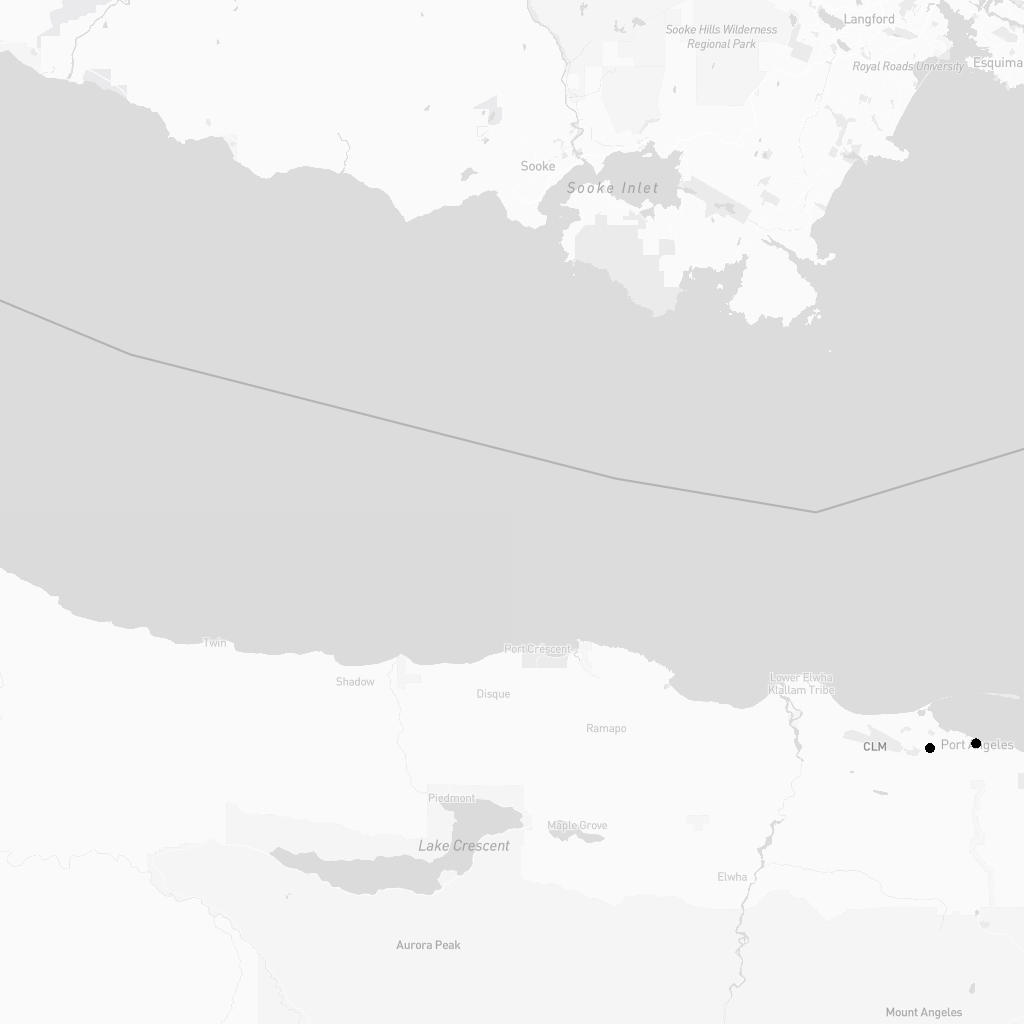 Langford
Sooke Hills Wilderness
Regional Park
Royal Roads University
Esquima
Sooke
Sooke Inlet
Twin
Port Crescent
Shadow
Disque
Lower Elwha
Klallam Tribe
Ramapo
CLM
Port Angeles
Piedmont
Maple Grove
Lake Crescent
Elwha
Aurora Peak
Mount Angeles